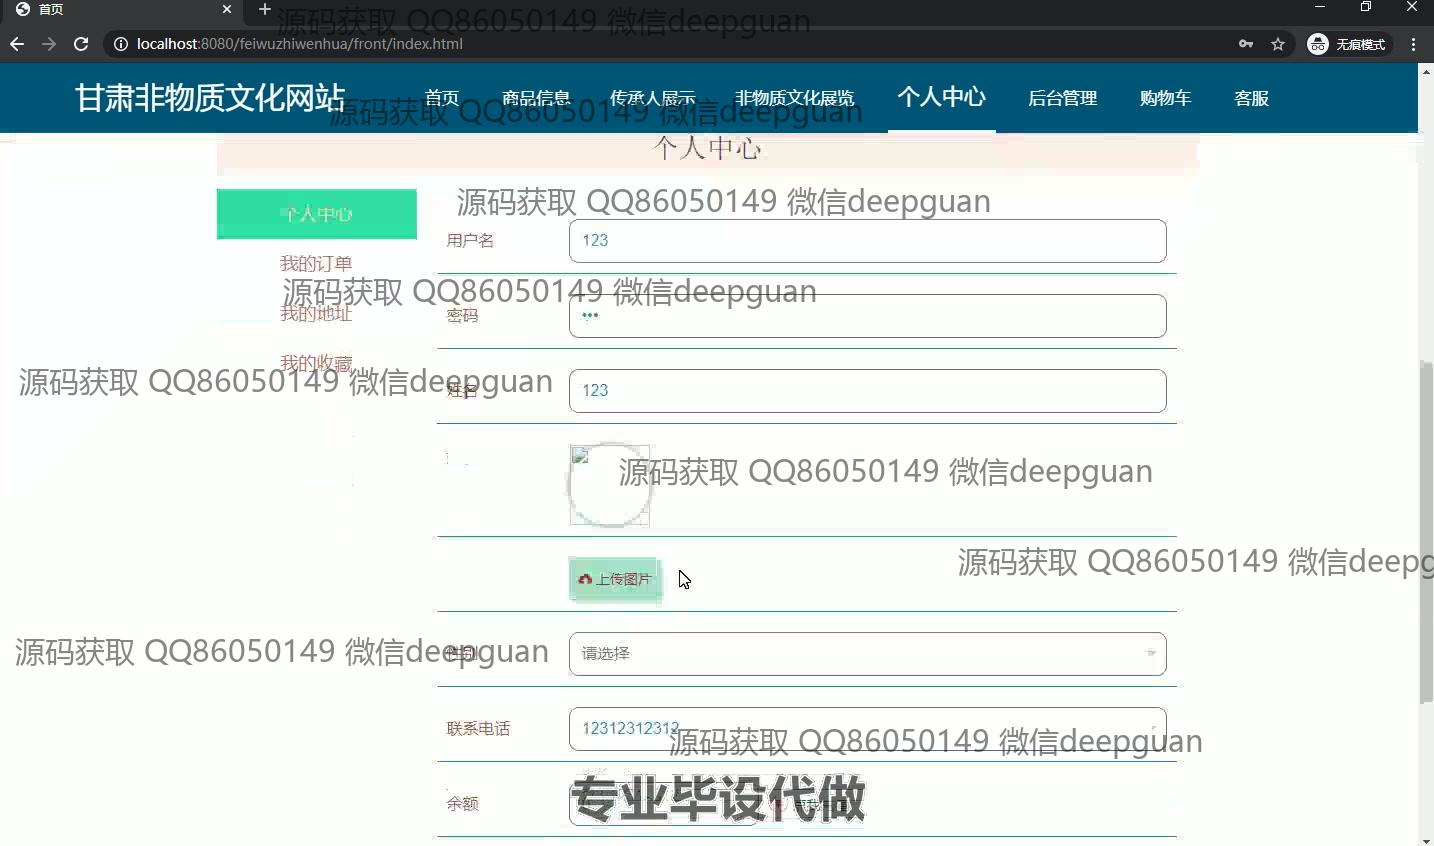 首页
源码获取 QQ86050149 微信deepguan
localhost:8080/feiwuzhiwenhua/front/index.html
无痕模式
甘肃非物质文化网站
首页
商品信息
传承人展示
非物质文化展览
个人中心
后台管理
购物车
客服
源码获取 QQ86050149 微信deepguan
个人中心
个人中心
源码获取 QQ86050149 微信deepguan
用户名
123
我的订单
源码获取 QQ86050149 微信deepguan
我的地址
密码
•••
我的收藏
源码获取 QQ86050149 微信deepguan
姓名
123
源码获取 QQ86050149 微信deepguan
源码获取 QQ86050149 微信deepg
上传图片
源码获取 QQ86050149 微信deepguan
性别
请选择
联系电话
12312312312
源码获取 QQ86050149 微信deepguan
余额
专业毕设代做